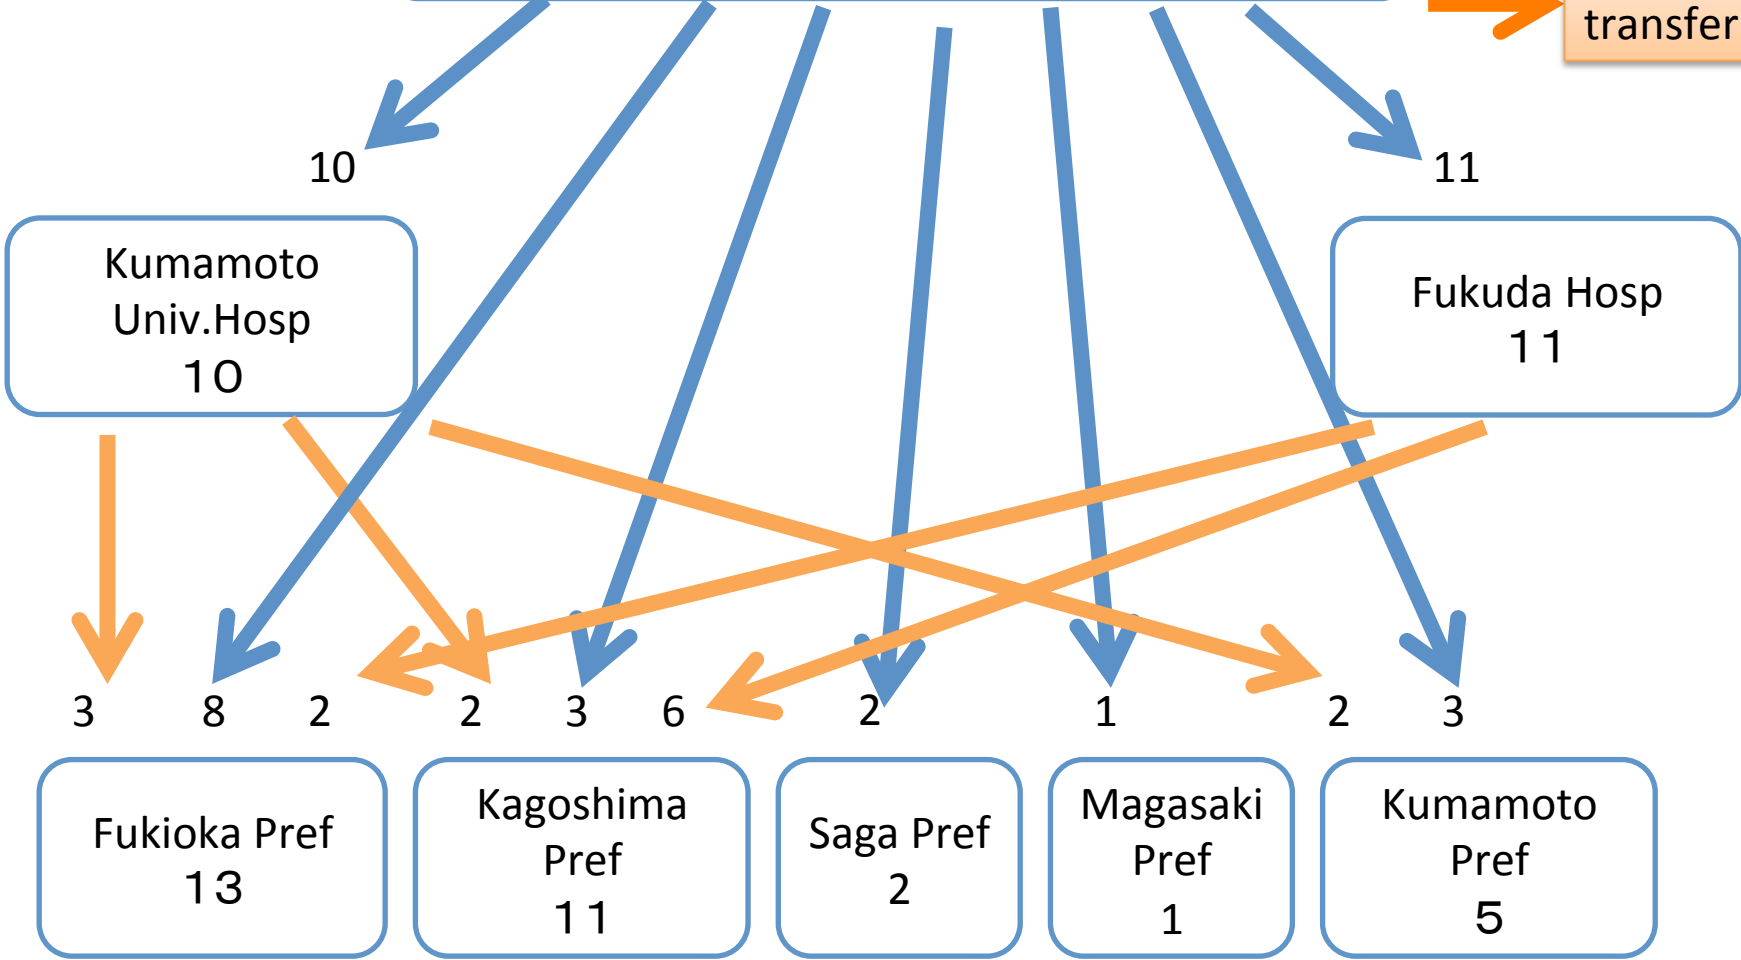 transfer
10
11
Kumamoto
Univ.Hosp
10
Fukuda Hosp
11
3 8 2 2 3 6 2 1 2 3
Fukioka Pref
13
Kagoshima
Pref
11
Saga Pref
2
Magasaki
Pref
1
Kumamoto
Pref
5